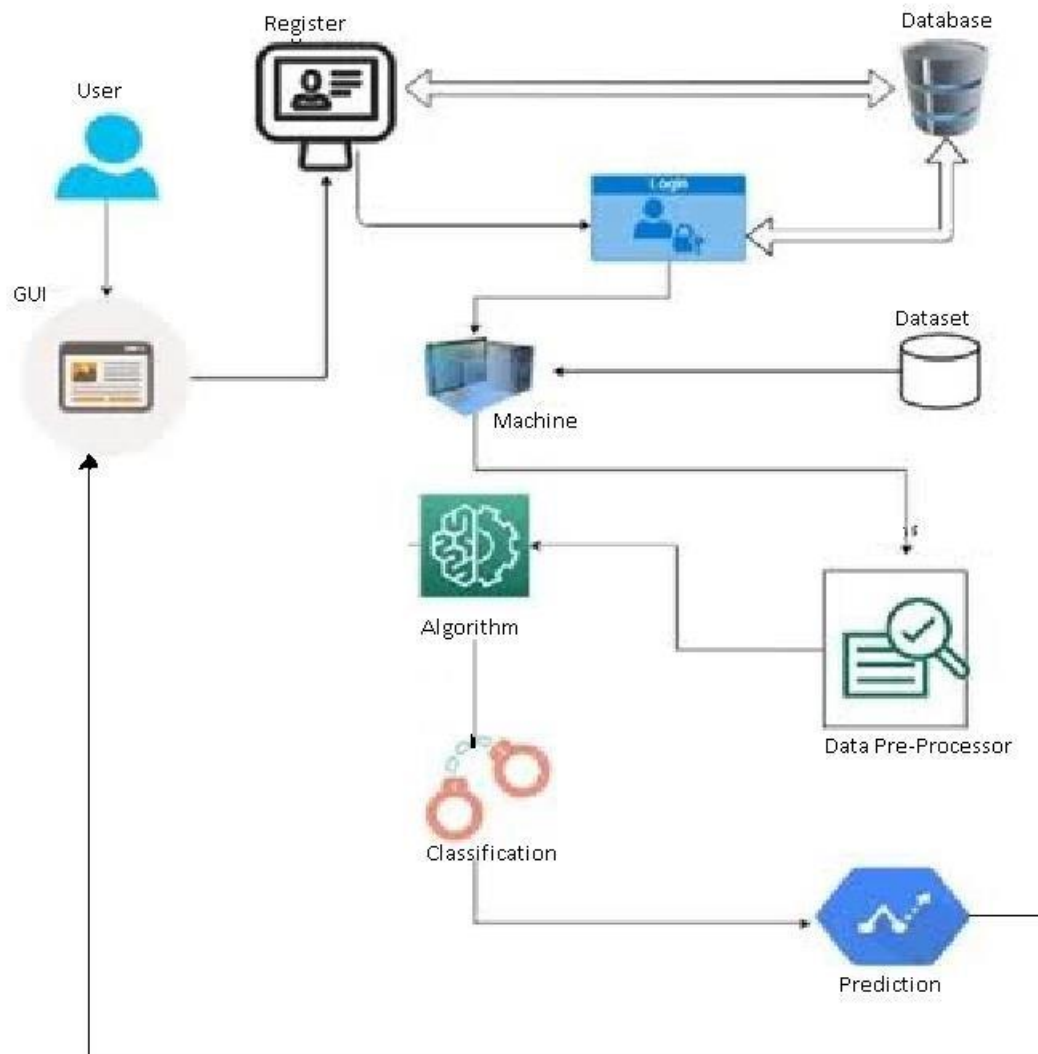 Register
Database
User
Login
GUI
Dataset
Machine
Algorithm
Data Pre-Processor
Classification
Prediction